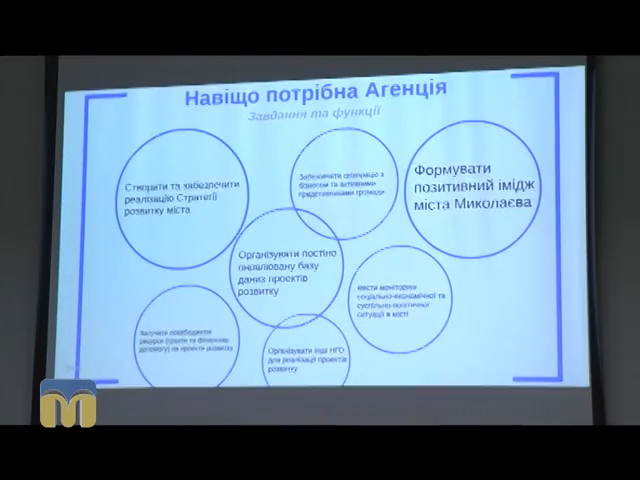 Навіщо потрібна Агенція
Завдання та функції
Створити та забезпечити
реалізацію Стратегії
розвитку міста
Забезпечити співпрацю з
бізнесом та активними
представниками громади
Формувати
позитивний імідж
міста Миколаєва
Організувати постійно
оновлювану базу
даних проектів
розвитку
Вести моніторинг
соціально-економічної та
суспільно-політичної
ситуації в місті
Залучити позабюджетні
ресурси (гранти та фінансову
допомогу) на проекти розвитку
Організувати інші НГО
для реалізації проектів
розвитку